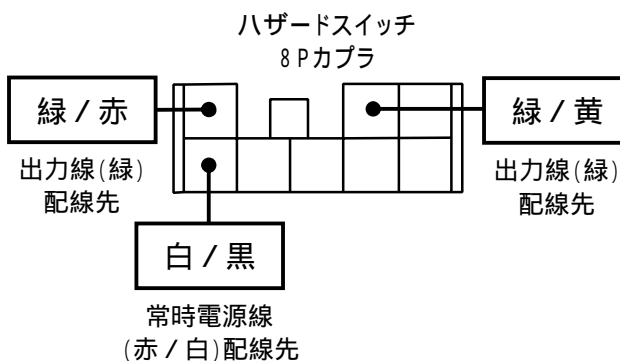 ハザードスイッチ
8Pカプラ
緑/赤
緑/黄
出力線(緑)
配線先
出力線(緑)
配線先
白/黒
常時電源線
(赤/白)配線先